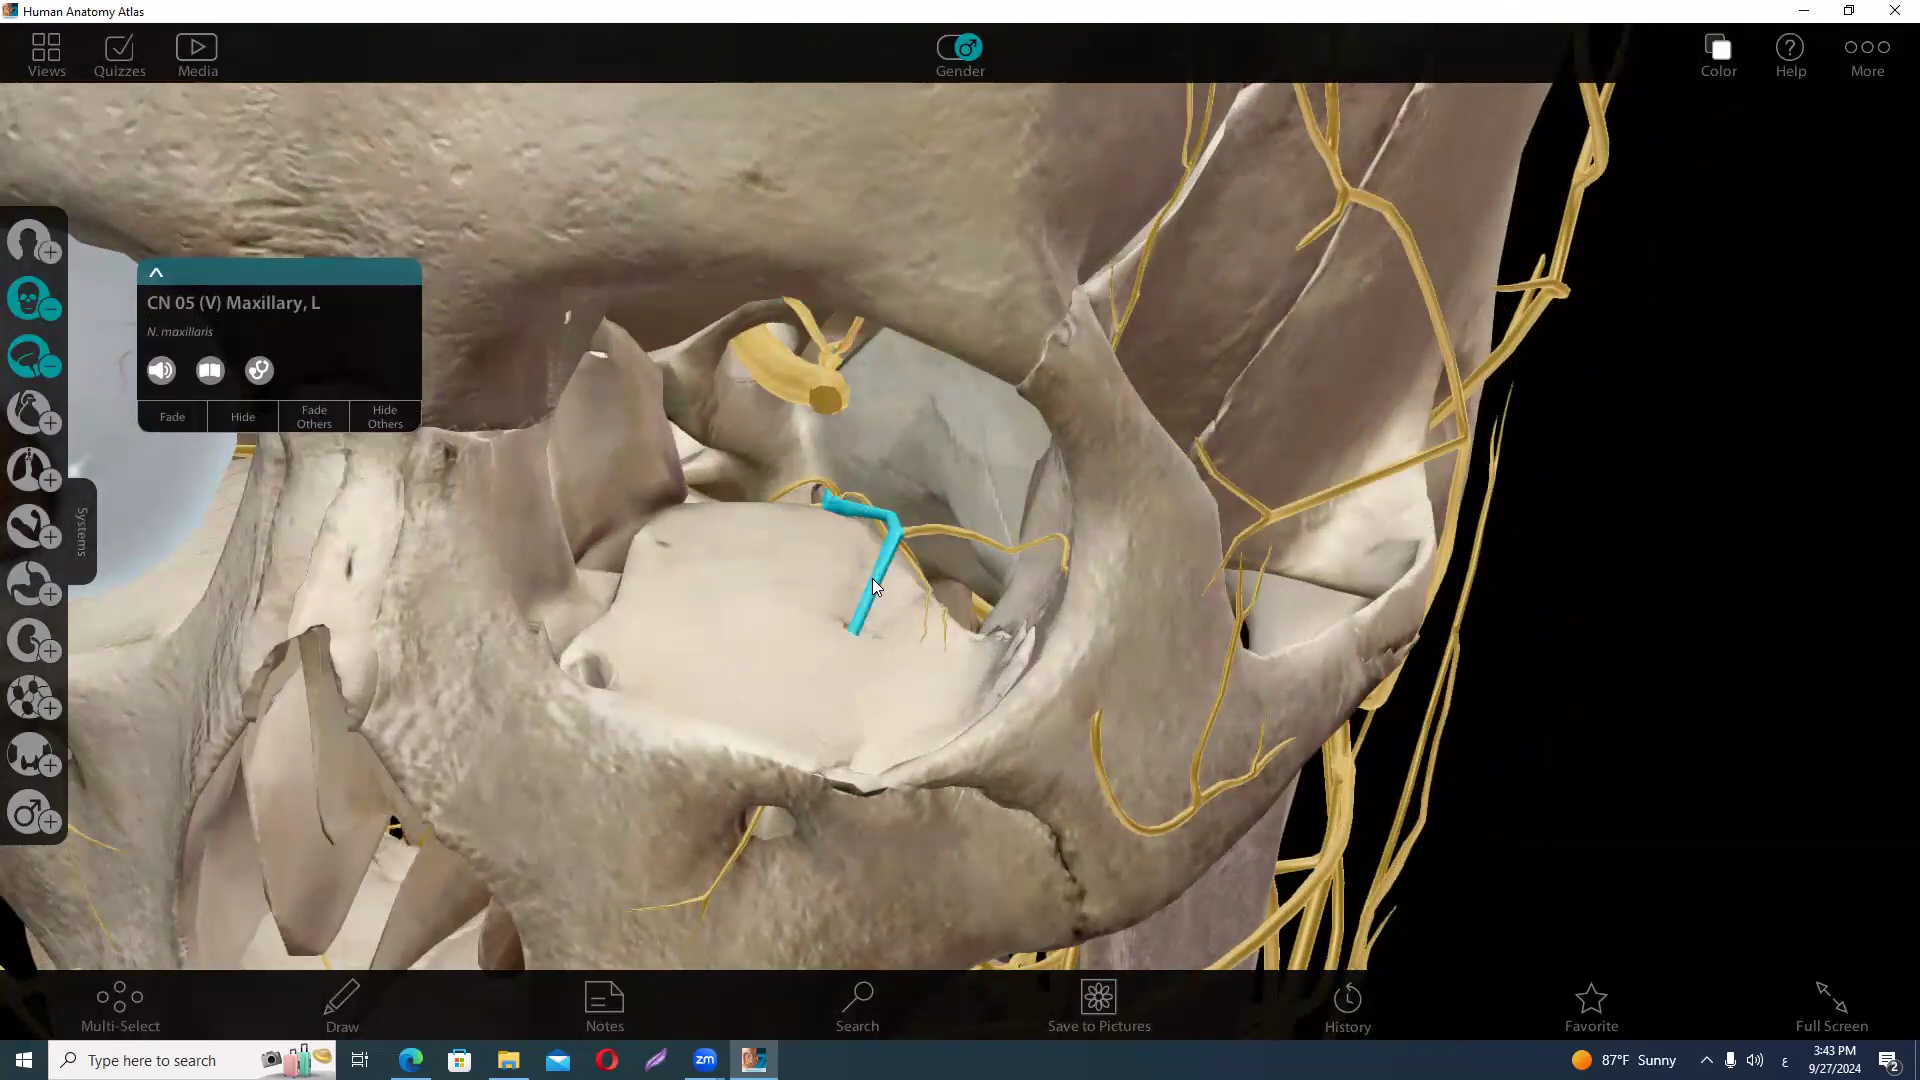 Human Anatomy Atlas
Views
Quizzes
Media
Gender
Color
Help
More
CN 05 (V) Maxillary, L
N. maxillaris
Fade
Hide
Fade
Others
Hide
Others
Systems
Multi-Select
Draw
Notes
Search
Save to Pictures
History
Favorite
Full Screen
Type here to search
zm
87°F Sunny
ع
3:43 PM
9/27/2024
2